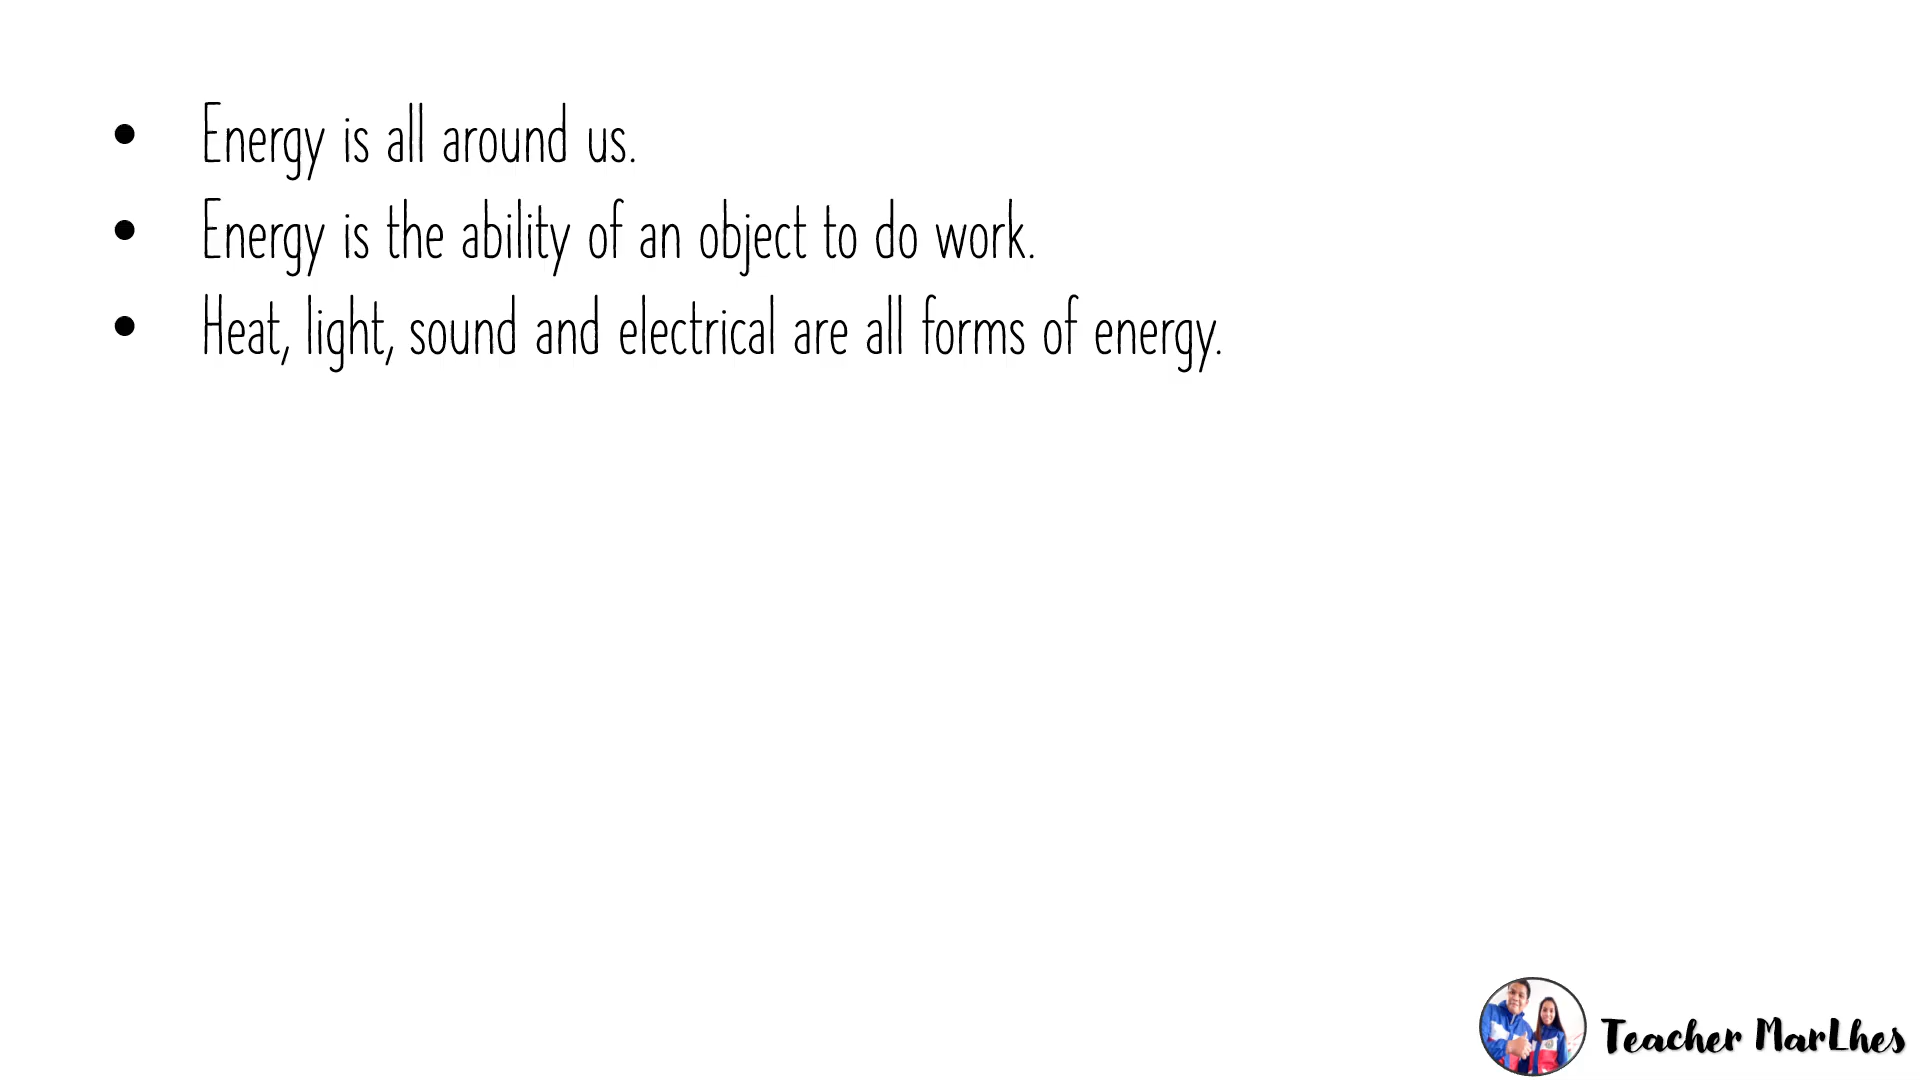 • Energy is all around us.
• Energy is the ability of an object to do work.
• Heat, light, sound and electrical are all forms of energy.
Teacher MarLhes